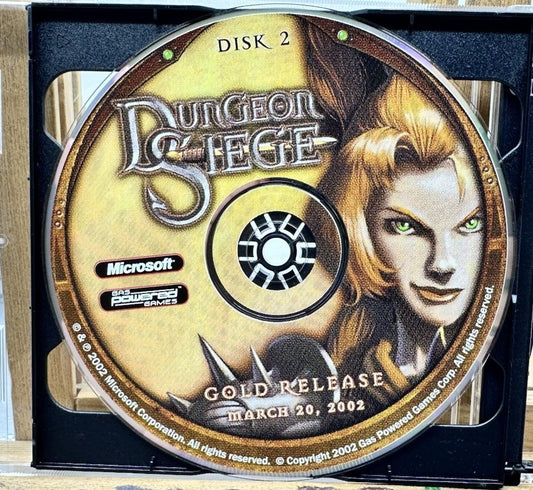 DISK 2
DUNGEON
SIEGE
Microsoft
GAS
POWERED
GAMES
GOLD RELEASE
MARCH 20, 2002
© & ℗ 2002 Microsoft Corporation. All rights reserved. © Copyright 2002 Gas Powered Games Corp. All rights reserved.